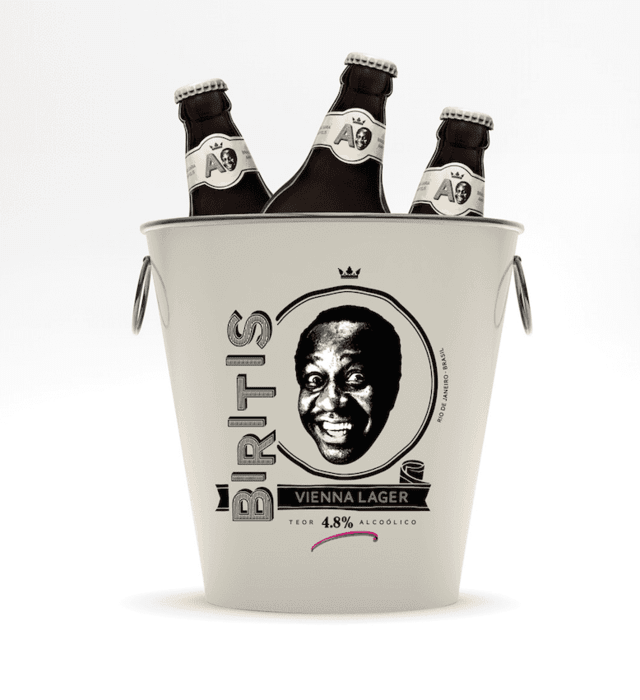 A
A
A
BIRITIS
RIO DE JANEIRO - BRASIL
VIENNA LAGER
TEOR 4.8% ALCOÓLICO